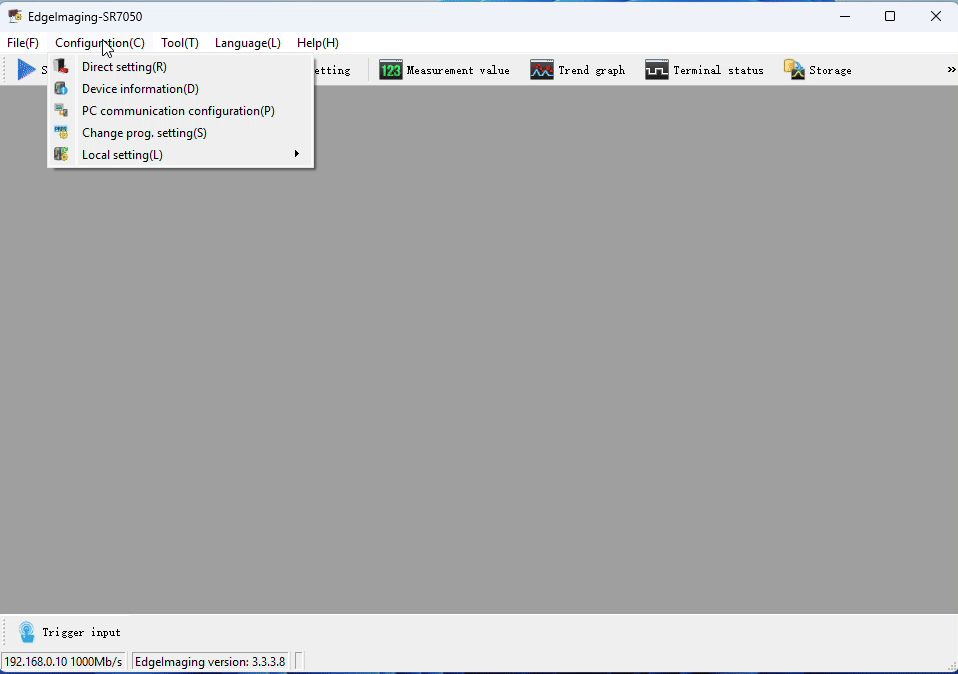 EdgeImaging-SR7050
File(F) Configuration(C) Tool(T) Language(L) Help(H)
Direct setting(R)
Device information(D)
PC communication configuration(P)
Change prog. setting(S)
Local setting(L)
S
etting
123 Measurement value
Trend graph
Terminal status
Storage
»
Trigger input
192.168.0.10 1000Mb/s EdgeImaging version: 3.3.3.8